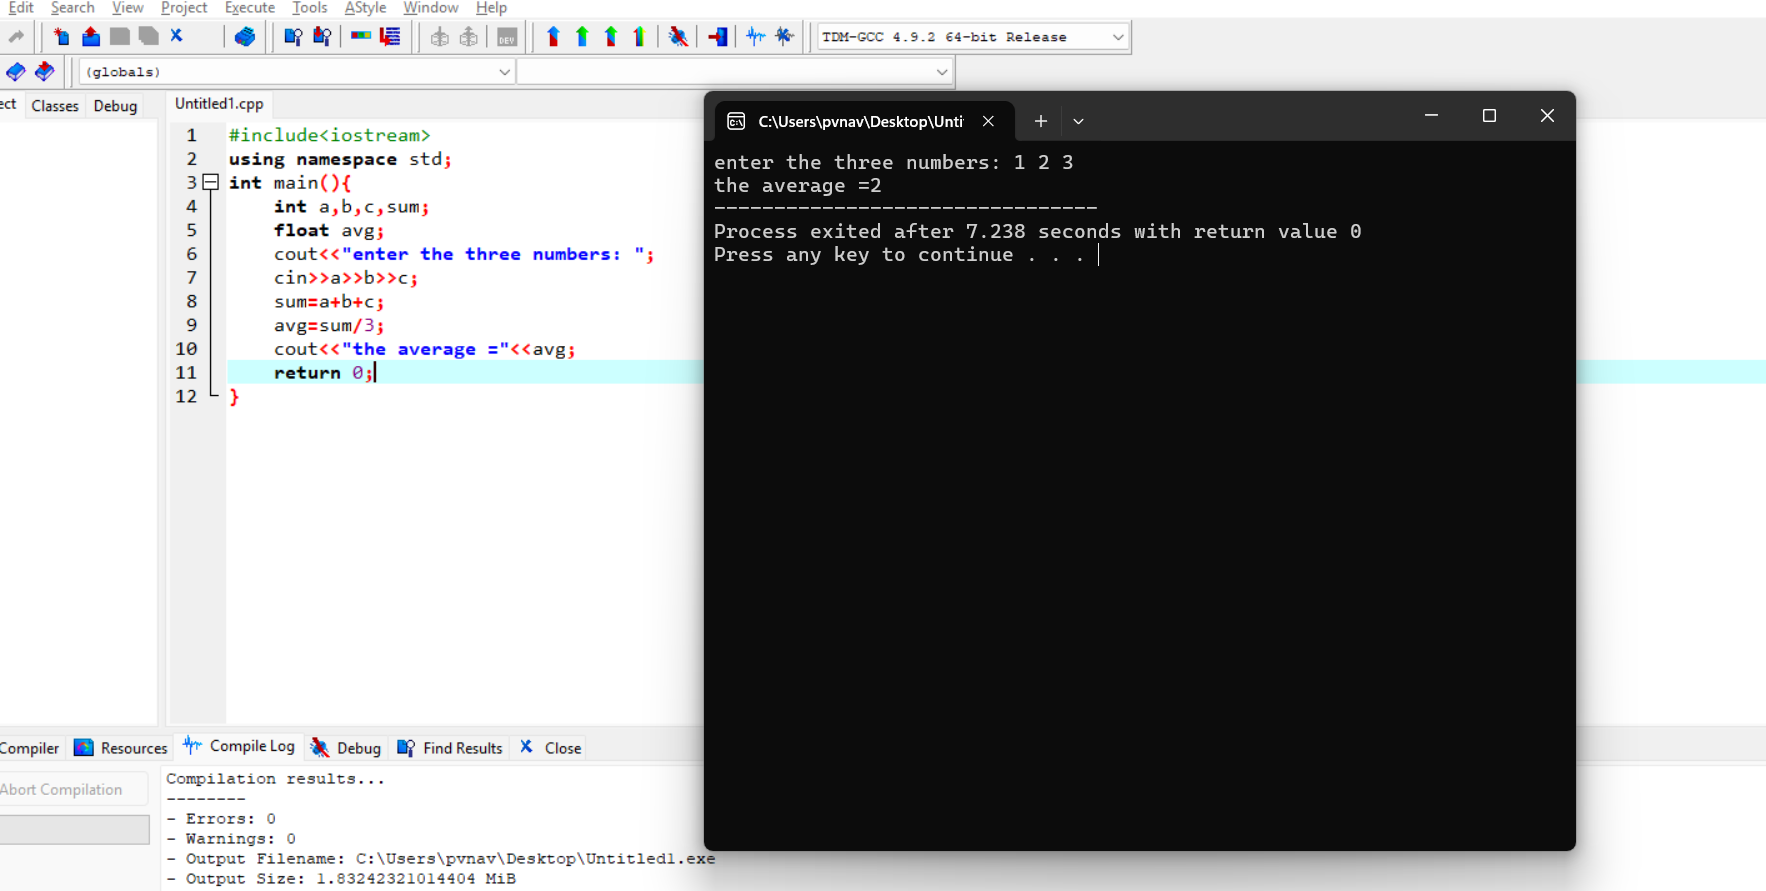 Edit Search View Project Execute Tools AStyle Window Help
DEV
TDM-GCC 4.9.2 64-bit Release
(globals)
ect Classes Debug
Untitled1.cpp
1 #include<iostream>
2 using namespace std;
3 int main(){
4 int a,b,c,sum;
5 float avg;
6 cout<<"enter the three numbers: ";
7 cin>>a>>b>>c;
8 sum=a+b+c;
9 avg=sum/3;
10 cout<<"the average ="<<avg;
11 return 0;
12 }
C:\Users\pvnav\Desktop\Unti
enter the three numbers: 1 2 3
the average =2
--------------------------------
Process exited after 7.238 seconds with return value 0
Press any key to continue . . .
Compiler Resources Compile Log Debug Find Results Close
Abort Compilation
Compilation results...
--------
- Errors: 0
- Warnings: 0
- Output Filename: C:\Users\pvnav\Desktop\Untitled1.exe
- Output Size: 1.83242321014404 MiB